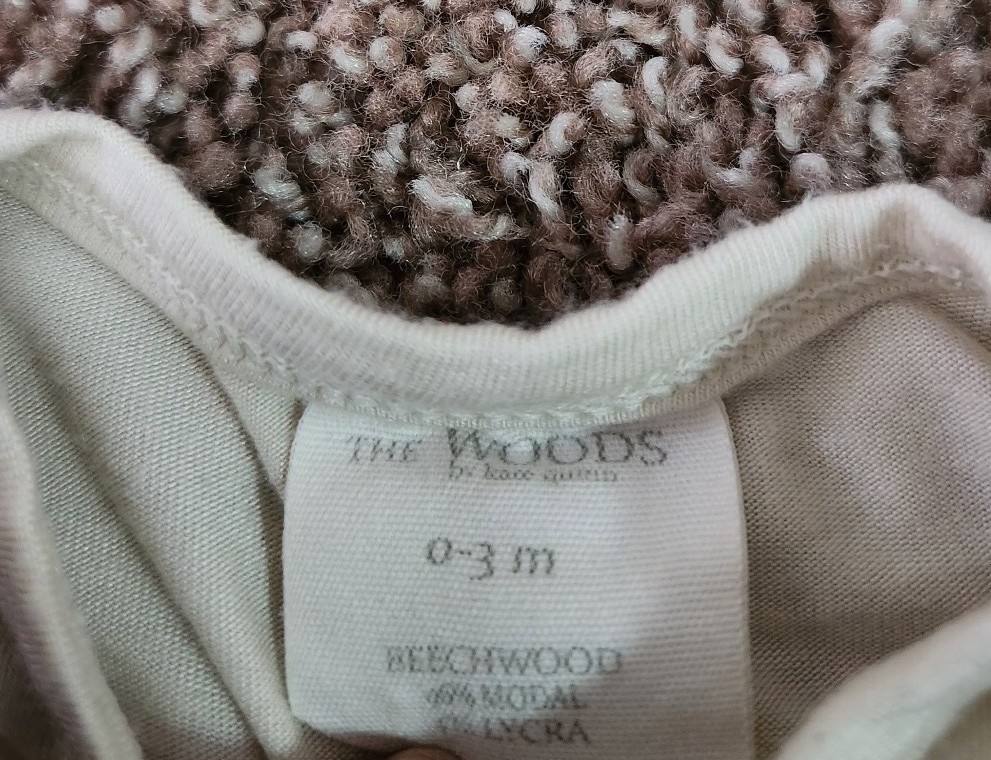 THE WOODS
by kate quinn
0-3 m
BEECHWOOD
MODAL
LYCRA